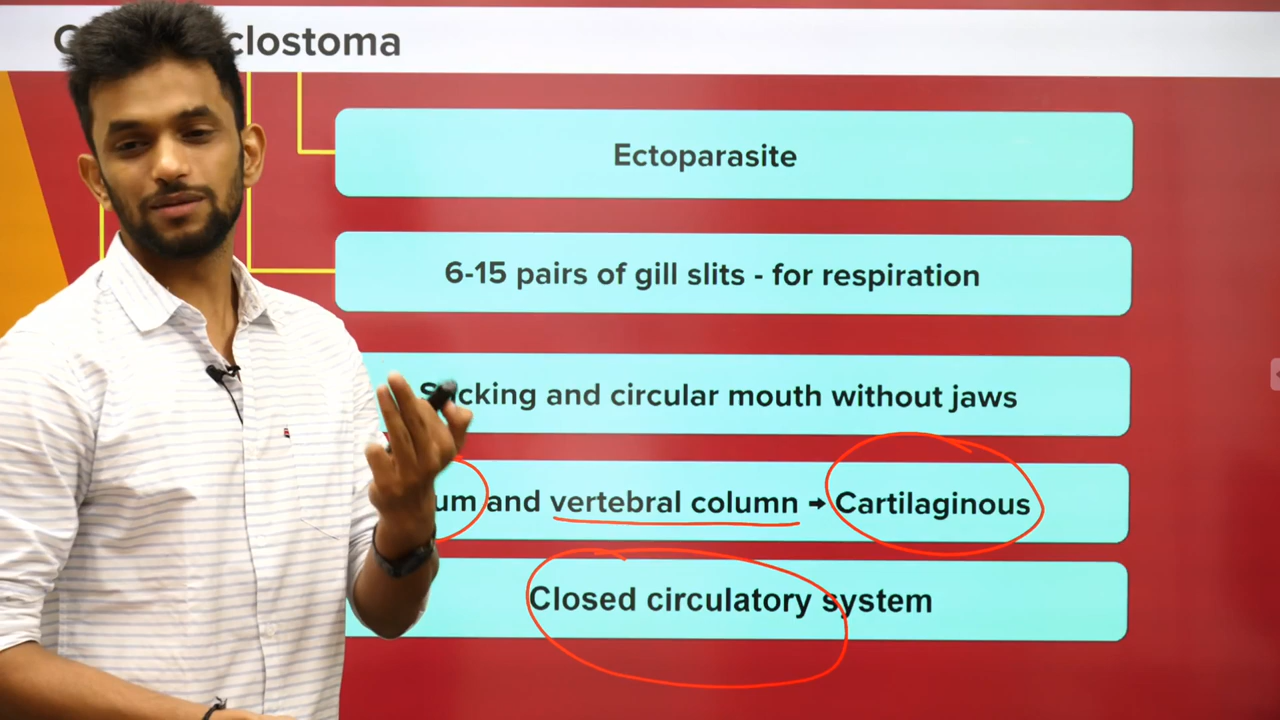 clostoma
Ectoparasite
6-15 pairs of gill slits - for respiration
Sucking and circular mouth without jaws
um and vertebral column → Cartilaginous
Closed circulatory system